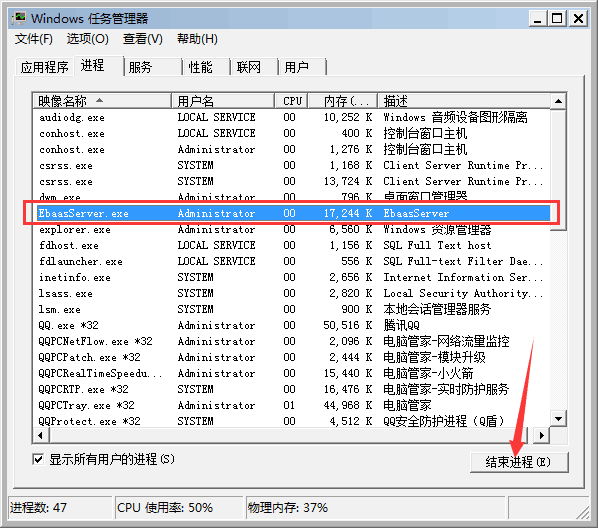 Windows 任务管理器
文件(F) 选项(O) 查看(V) 帮助(H)
应用程序 进程 服务 性能 联网 用户
映像名称 用户名 CPU 内存(... 描述
audiodg.exe LOCAL SERVICE 00 10,252 K Windows 音频设备图形隔离
conhost.exe LOCAL SERVICE 00 400 K 控制台窗口主机
conhost.exe Administrator 00 1,276 K 控制台窗口主机
csrss.exe SYSTEM 00 1,168 K Client Server Runtime Pr...
csrss.exe SYSTEM 00 13,724 K Client Server Runtime Pr...
dwm.exe Administrator 00 796 K 桌面窗口管理器
EbaasServer.exe Administrator 00 17,244 K EbaasServer
explorer.exe Administrator 00 6,560 K Windows 资源管理器
fdhost.exe LOCAL SERVICE 00 1,156 K SQL Full Text host
fdlauncher.exe LOCAL SERVICE 00 556 K SQL Full-text Filter Dae...
inetinfo.exe SYSTEM 00 2,656 K Internet Information Ser...
lsass.exe SYSTEM 00 2,820 K Local Security Authority...
lsm.exe SYSTEM 00 900 K 本地会话管理器服务
QQ.exe *32 Administrator 00 50,516 K 腾讯QQ
QQPCNetFlow.exe *32 Administrator 00 2,096 K 电脑管家-网络流量监控
QQPCPatch.exe *32 Administrator 00 2,444 K 电脑管家-模块升级
QQPCRealTimeSpeedu... Administrator 00 15,440 K 电脑管家-小火箭
QQPCRTP.exe *32 SYSTEM 00 16,476 K 电脑管家-实时防护服务
QQPCTray.exe *32 Administrator 01 44,968 K 电脑管家
QQProtect.exe *32 SYSTEM 00 4,512 K QQ安全防护进程（Q盾）
显示所有用户的进程(S) 结束进程(E)
进程数: 47 CPU 使用率: 50% 物理内存: 37%